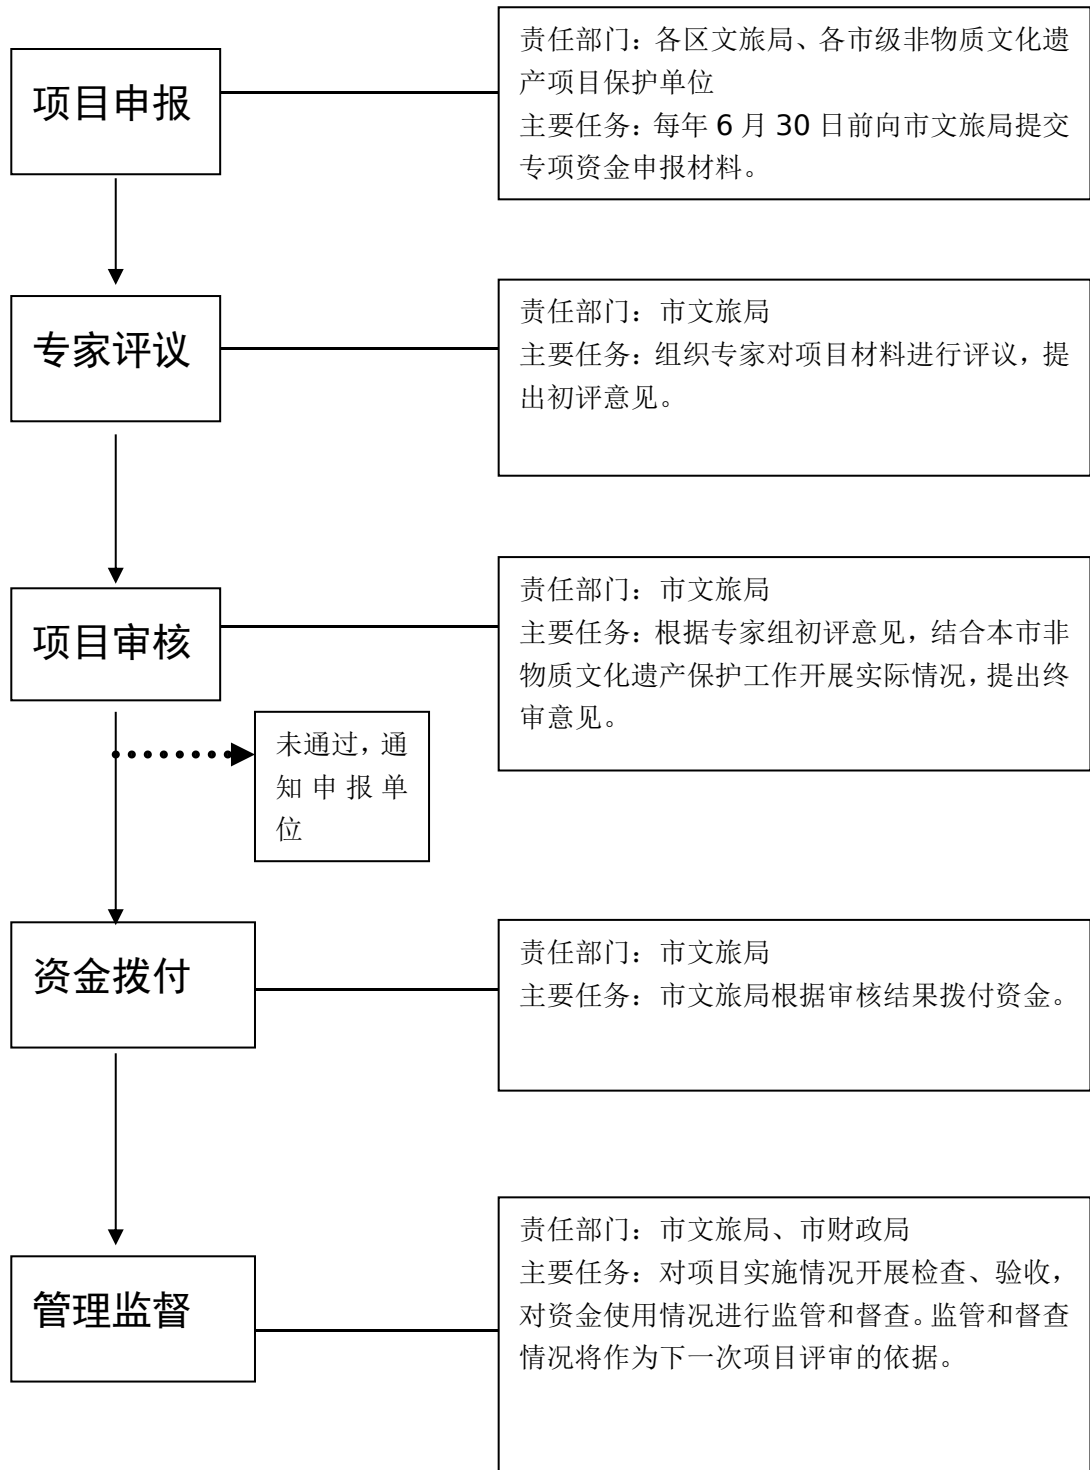 项目申报
责任部门：各区文旅局、各市级非物质文化遗
产项目保护单位
主要任务：每年 6 月 30 日前向市文旅局提交
专项资金申报材料。
专家评议
责任部门：市文旅局
主要任务：组织专家对项目材料进行评议，提
出初评意见。
项目审核
责任部门：市文旅局
主要任务：根据专家组初评意见，结合本市非
物质文化遗产保护工作开展实际情况，提出终
审意见。
未通过，通
知申报单
位
资金拨付
责任部门：市文旅局
主要任务：市文旅局根据审核结果拨付资金。
管理监督
责任部门：市文旅局、市财政局
主要任务：对项目实施情况开展检查、验收，
对资金使用情况进行监管和督查。监管和督查
情况将作为下一次项目评审的依据。